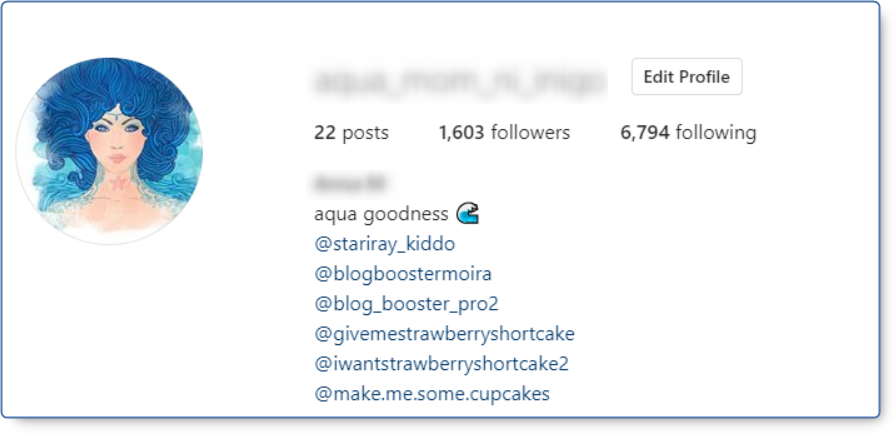 Edit Profile
22 posts 1,603 followers 6,794 following
aqua goodness 🌊
@stariray_kiddo
@blogboostermoira
@blog_booster_pro2
@givemestrawberryshortcake
@iwantstrawberryshortcake2
@make.me.some.cupcakes